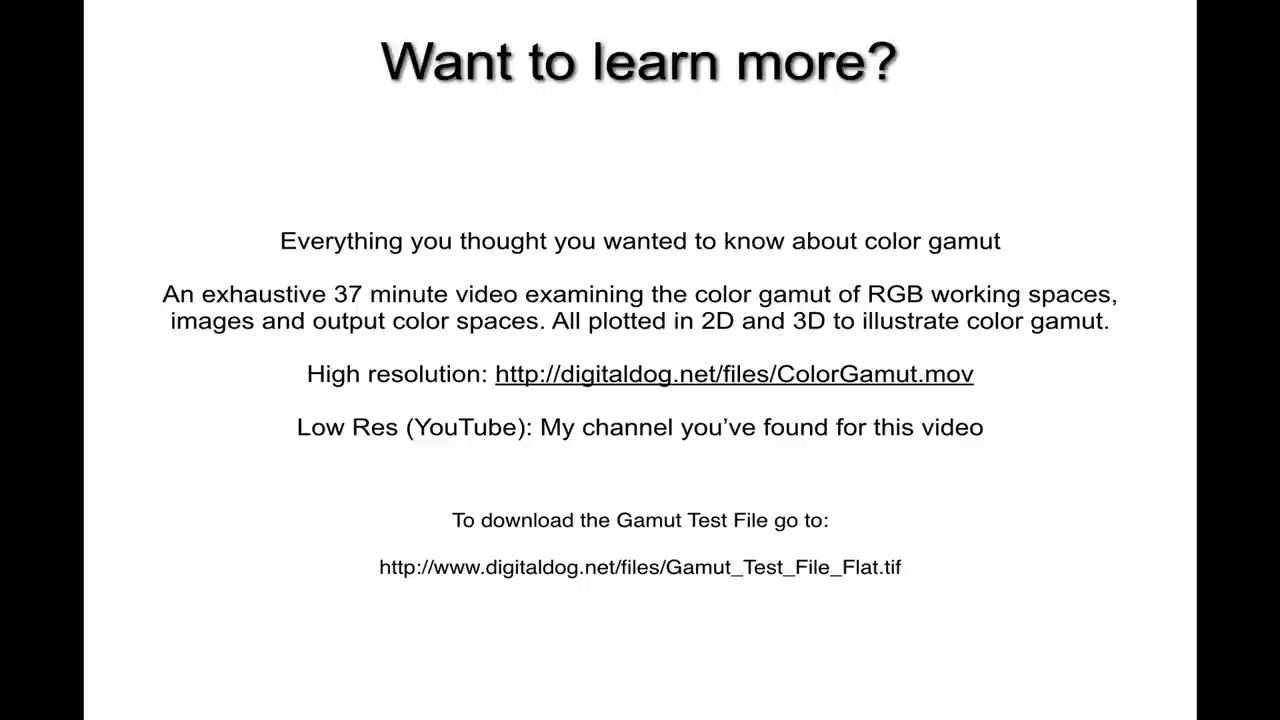 Want to learn more?
Everything you thought you wanted to know about color gamut
An exhaustive 37 minute video examining the color gamut of RGB working spaces,
images and output color spaces. All plotted in 2D and 3D to illustrate color gamut.
High resolution: http://digitaldog.net/files/ColorGamut.mov
Low Res (YouTube): My channel you’ve found for this video
To download the Gamut Test File go to:
http://www.digitaldog.net/files/Gamut_Test_File_Flat.tif